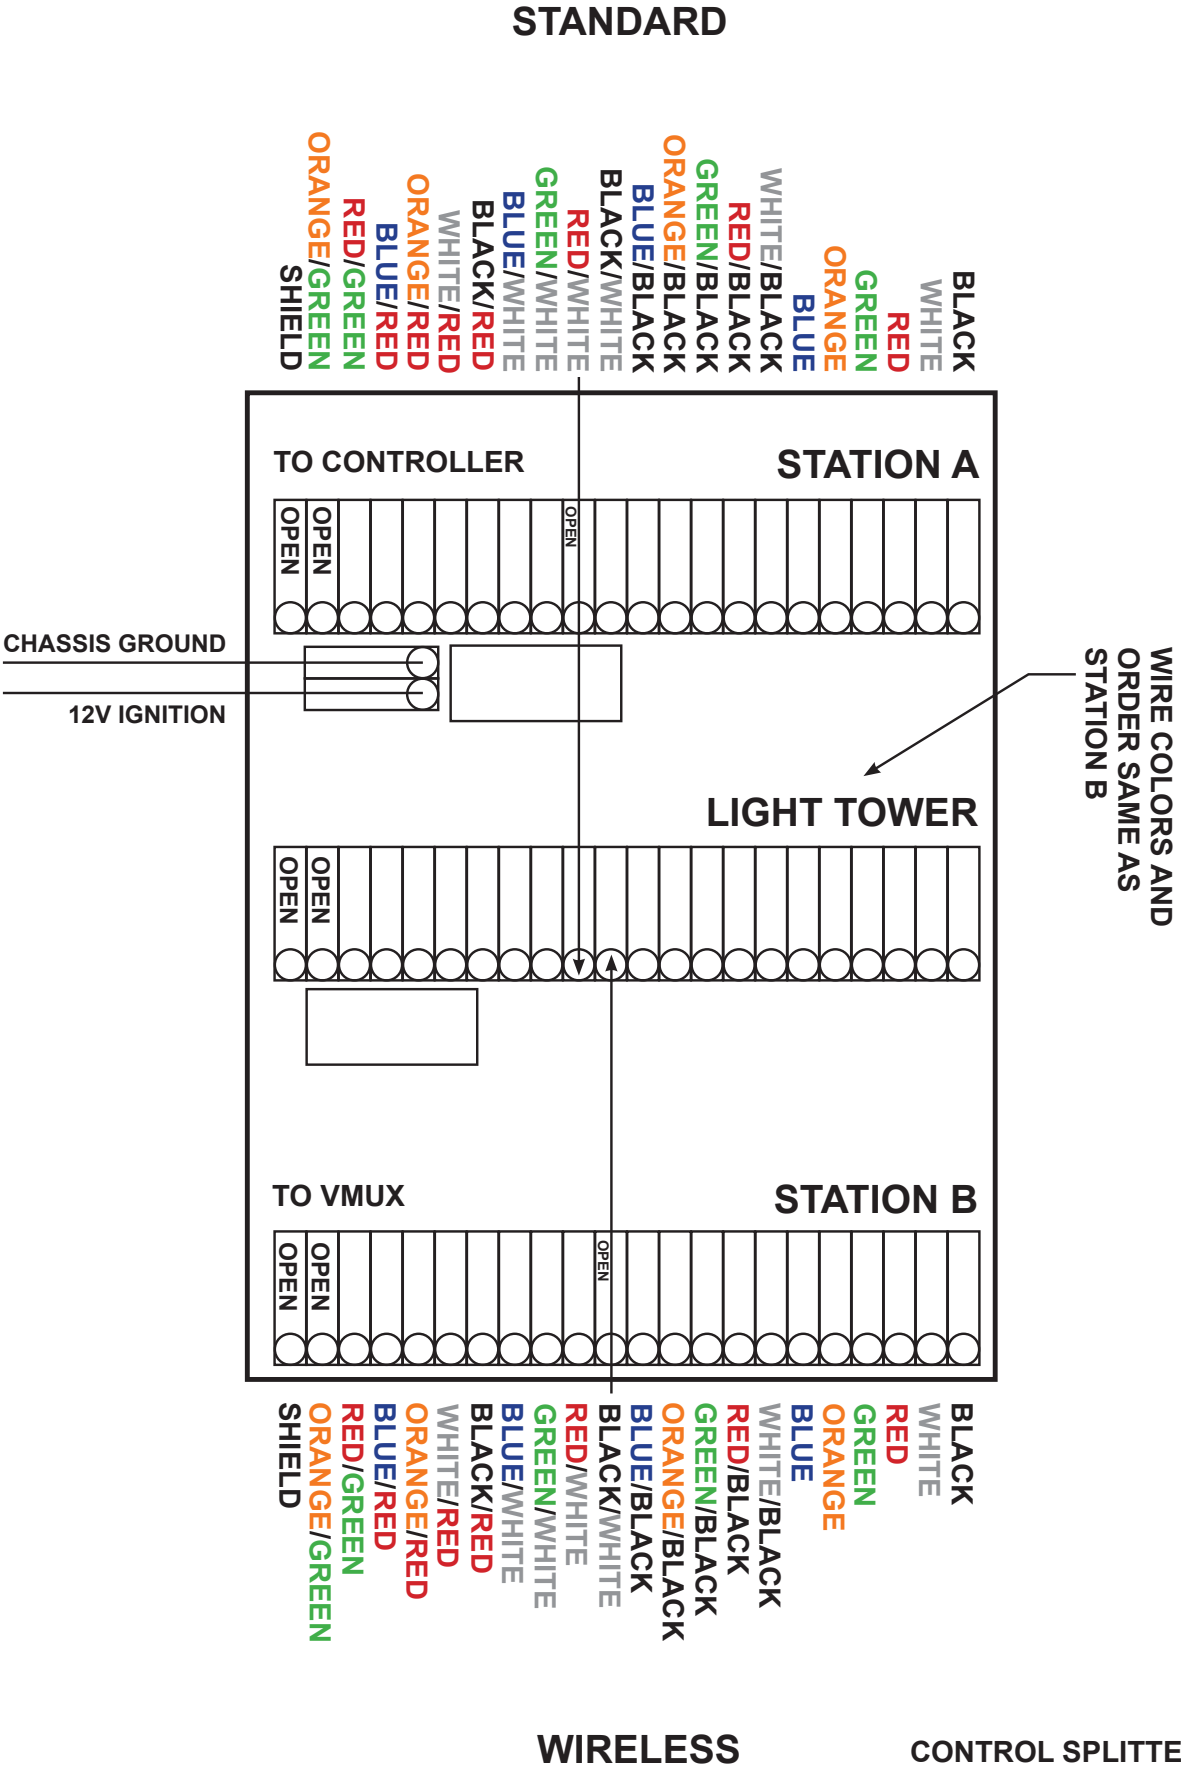 STANDARD
SHIELD
ORANGE/GREEN
RED/GREEN
BLUE/RED
ORANGE/RED
WHITE/RED
BLACK/RED
BLUE/WHITE
GREEN/WHITE
RED/WHITE
BLACK/WHITE
BLUE/BLACK
ORANGE/BLACK
GREEN/BLACK
RED/BLACK
WHITE/BLACK
BLUE
ORANGE
GREEN
RED
WHITE
BLACK
TO CONTROLLER
STATION A
OPEN
OPEN
OPEN
CHASSIS GROUND
12V IGNITION
WIRE COLORS AND
ORDER SAME AS
STATION B
LIGHT TOWER
OPEN
OPEN
TO VMUX
STATION B
OPEN
OPEN
OPEN
SHIELD
ORANGE/GREEN
RED/GREEN
BLUE/RED
ORANGE/RED
WHITE/RED
BLACK/RED
BLUE/WHITE
GREEN/WHITE
RED/WHITE
BLACK/WHITE
BLUE/BLACK
ORANGE/BLACK
GREEN/BLACK
RED/BLACK
WHITE/BLACK
BLUE
ORANGE
GREEN
RED
WHITE
BLACK
WIRELESS
CONTROL SPLITTE